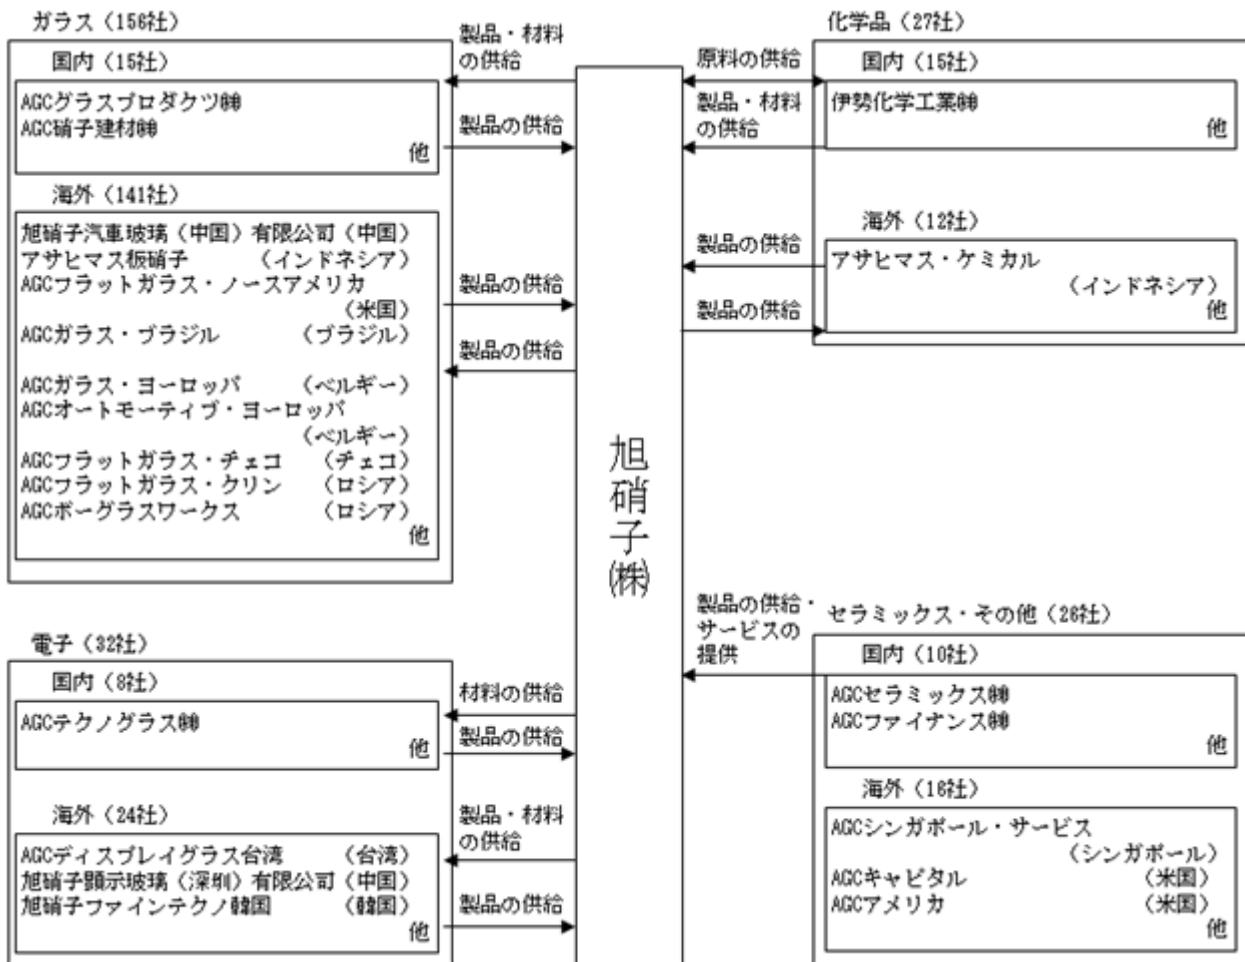 ガラス（156社）
国内（15社）
AGCグラスプロダクツ㈱
AGC硝子建材㈱
他
海外（141社）
旭硝子汽車玻璃（中国）有限公司（中国）
アサヒマス板硝子　（インドネシア）
AGCフラットガラス・ノースアメリカ
（米国）
AGCガラス・ブラジル　（ブラジル）
AGCガラス・ヨーロッパ　（ベルギー）
AGCオートモーティブ・ヨーロッパ
（ベルギー）
AGCフラットガラス・チェコ　（チェコ）
AGCフラットガラス・クリン　（ロシア）
AGCボーグラスワークス　（ロシア）
他
電子（32社）
国内（8社）
AGCテクノグラス㈱
他
海外（24社）
AGCディスプレイグラス台湾　（台湾）
旭硝子顕示玻璃（深圳）有限公司（中国）
旭硝子ファインテクノ韓国　（韓国）
他
製品・材料
の供給
製品の供給
製品の供給
製品の供給
材料の供給
製品の供給
製品・材料
の供給
製品の供給
旭硝子㈱
原料の供給
製品・材料
の供給
製品の供給
製品の供給
製品の供給・
サービスの
提供
化学品（27社）
国内（15社）
伊勢化学工業㈱
他
海外（12社）
アサヒマス・ケミカル
（インドネシア）
他
セラミックス・その他（26社）
国内（10社）
AGCセラミックス㈱
AGCファイナンス㈱
他
海外（16社）
AGCシンガポール・サービス
（シンガポール）
AGCキャピタル　（米国）
AGCアメリカ　（米国）
他